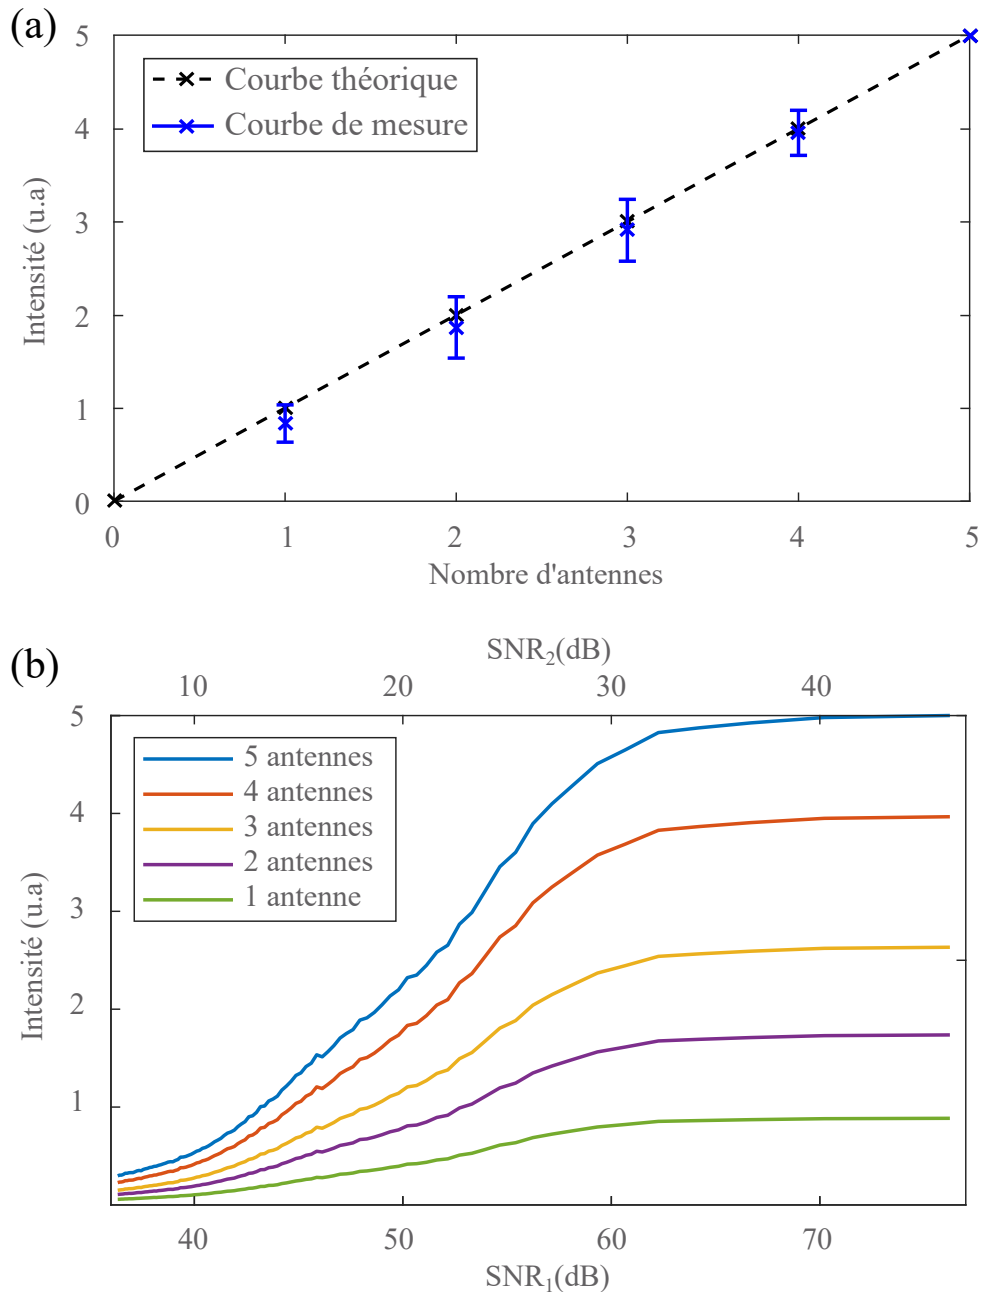 (a)
5
4
3
2
1
0
Intensité (u.a)
Courbe théorique
Courbe de mesure
0 1 2 3 4 5
Nombre d'antennes
(b)
SNR2(dB)
10 20 30 40
5
4
3
2
1
Intensité (u.a)
5 antennes
4 antennes
3 antennes
2 antennes
1 antenne
40 50 60 70
SNR1(dB)